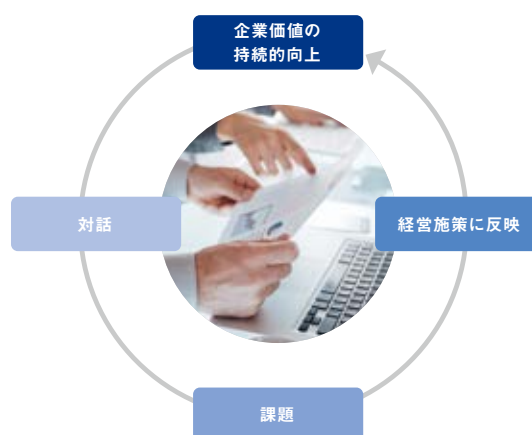 企業価値の
持続的向上
対話
経営施策に反映
課題